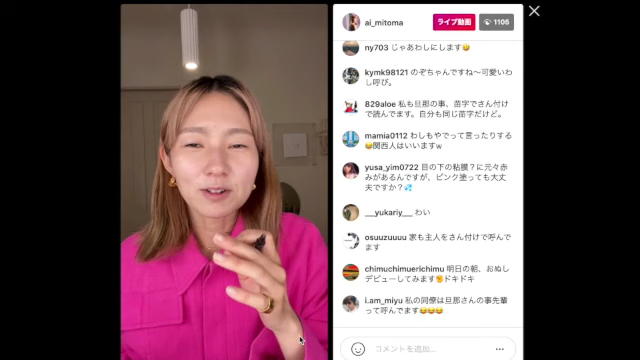 ai_mitoma
ライブ動画
1105
ny703 じゃあわしにします🤣
kymk98121 のぞちゃんですね〜可愛いわ
し呼び。
829aloe 私も旦那の事、苗字でさん付け
で読んでます。自分も同じ苗字だけど。
mamia0112 わしもやでって言ったりする
😂関西人はいいますw
yusa_yim0722 目の下の粘膜？に元々赤
みがあるんですが、ピンク塗っても大丈
夫ですか？💦
___yukariy___ わい
osuuzuuuu 家も主人をさん付けで呼んで
ます
chimuchimuerichimu 明日の朝、おぬし
デビューしてみます✊ドキドキ
i.am_miyu 私の同僚は旦那さんの事先輩
って呼んでます😂😂😂
コメントを追加...